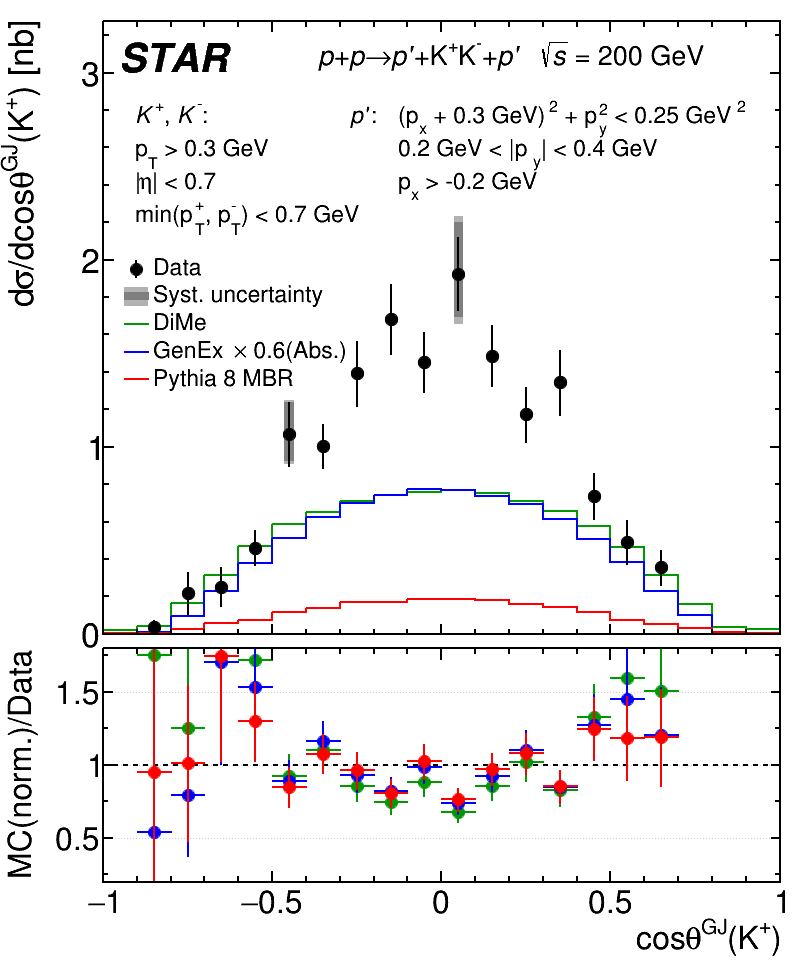 STAR p+p→p′+K⁺K⁻+p′ √s = 200 GeV
K⁺, K⁻: p′: (pₓ + 0.3 GeV)² + p_y² < 0.25 GeV²
p_T > 0.3 GeV 0.2 GeV < |p_y| < 0.4 GeV
|η| < 0.7 pₓ > -0.2 GeV
min(p_T⁺, p_T⁻) < 0.7 GeV
Data
Syst. uncertainty
DiMe
GenEx × 0.6(Abs.)
Pythia 8 MBR
dσ/dcosθ^GJ(K⁺) [nb]
3
2
1
0
MC(norm.)/Data
1.5
1
0.5
−1 −0.5 0 0.5 1
cosθ^GJ(K⁺)